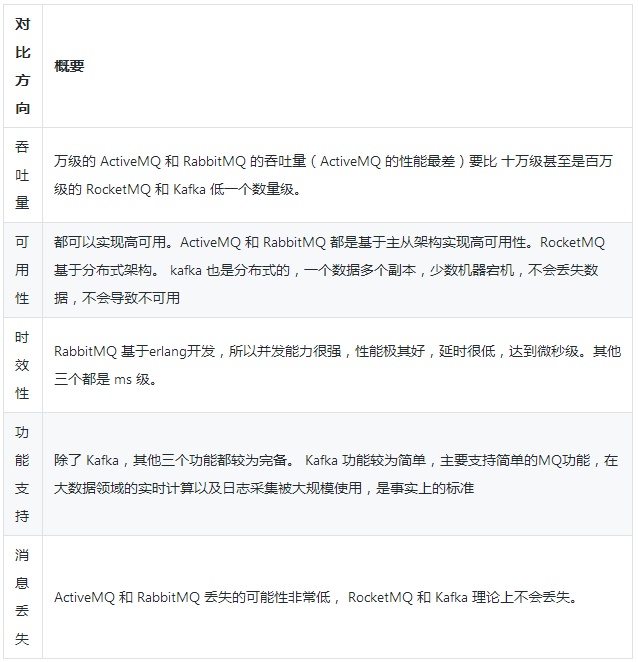 对比方向
概要
吞吐量
万级的 ActiveMQ 和 RabbitMQ 的吞吐量（ActiveMQ 的性能最差）要比 十万级甚至是百万
级的 RocketMQ 和 Kafka 低一个数量级。
可用性
都可以实现高可用。ActiveMQ 和 RabbitMQ 都是基于主从架构实现高可用性。RocketMQ
基于分布式架构。 kafka 也是分布式的，一个数据多个副本，少数机器宕机，不会丢失数
据，不会导致不可用
时效性
RabbitMQ 基于erlang开发，所以并发能力很强，性能极其好，延时很低，达到微秒级。其他
三个都是 ms 级。
功能支持
除了 Kafka，其他三个功能都较为完备。 Kafka 功能较为简单，主要支持简单的MQ功能，在
大数据领域的实时计算以及日志采集被大规模使用，是事实上的标准
消息丢失
ActiveMQ 和 RabbitMQ 丢失的可能性非常低， RocketMQ 和 Kafka 理论上不会丢失。